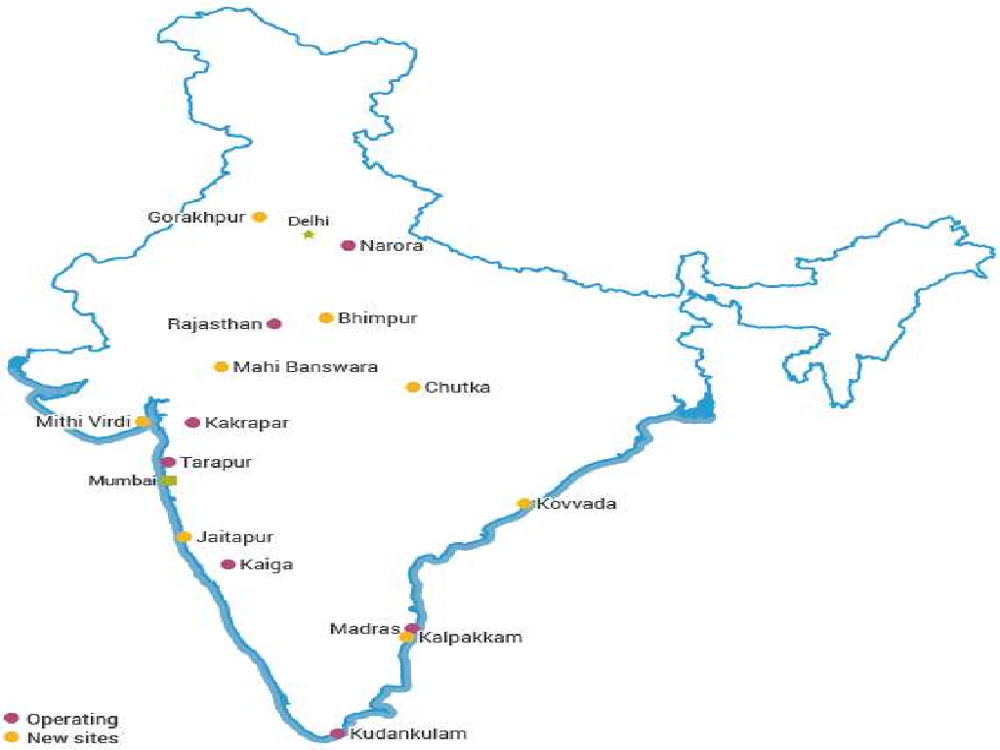 Gorakhpur
Delhi
Narora
Rajasthan
Bhimpur
Mahi Banswara
Chutka
Mithi Virdi
Kakrapar
Tarapur
Mumbai
Kovvada
Jaitapur
Kaiga
Madras
Kalpakkam
Operating
Kudankulam
New sites